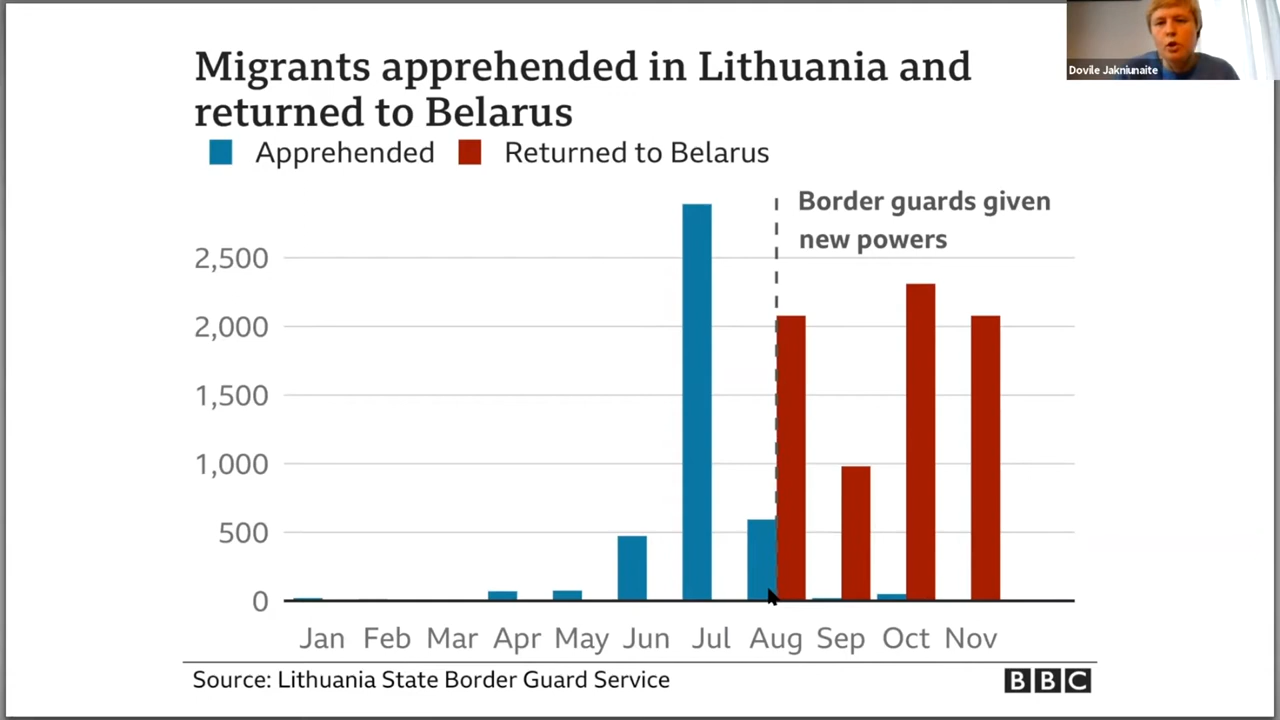 Dovile Jakniunaite
Migrants apprehended in Lithuania and
returned to Belarus
Apprehended Returned to Belarus
Border guards given
new powers
2,500
2,000
1,500
1,000
500
0
Jan Feb Mar Apr May Jun Jul Aug Sep Oct Nov
Source: Lithuania State Border Guard Service
BBC